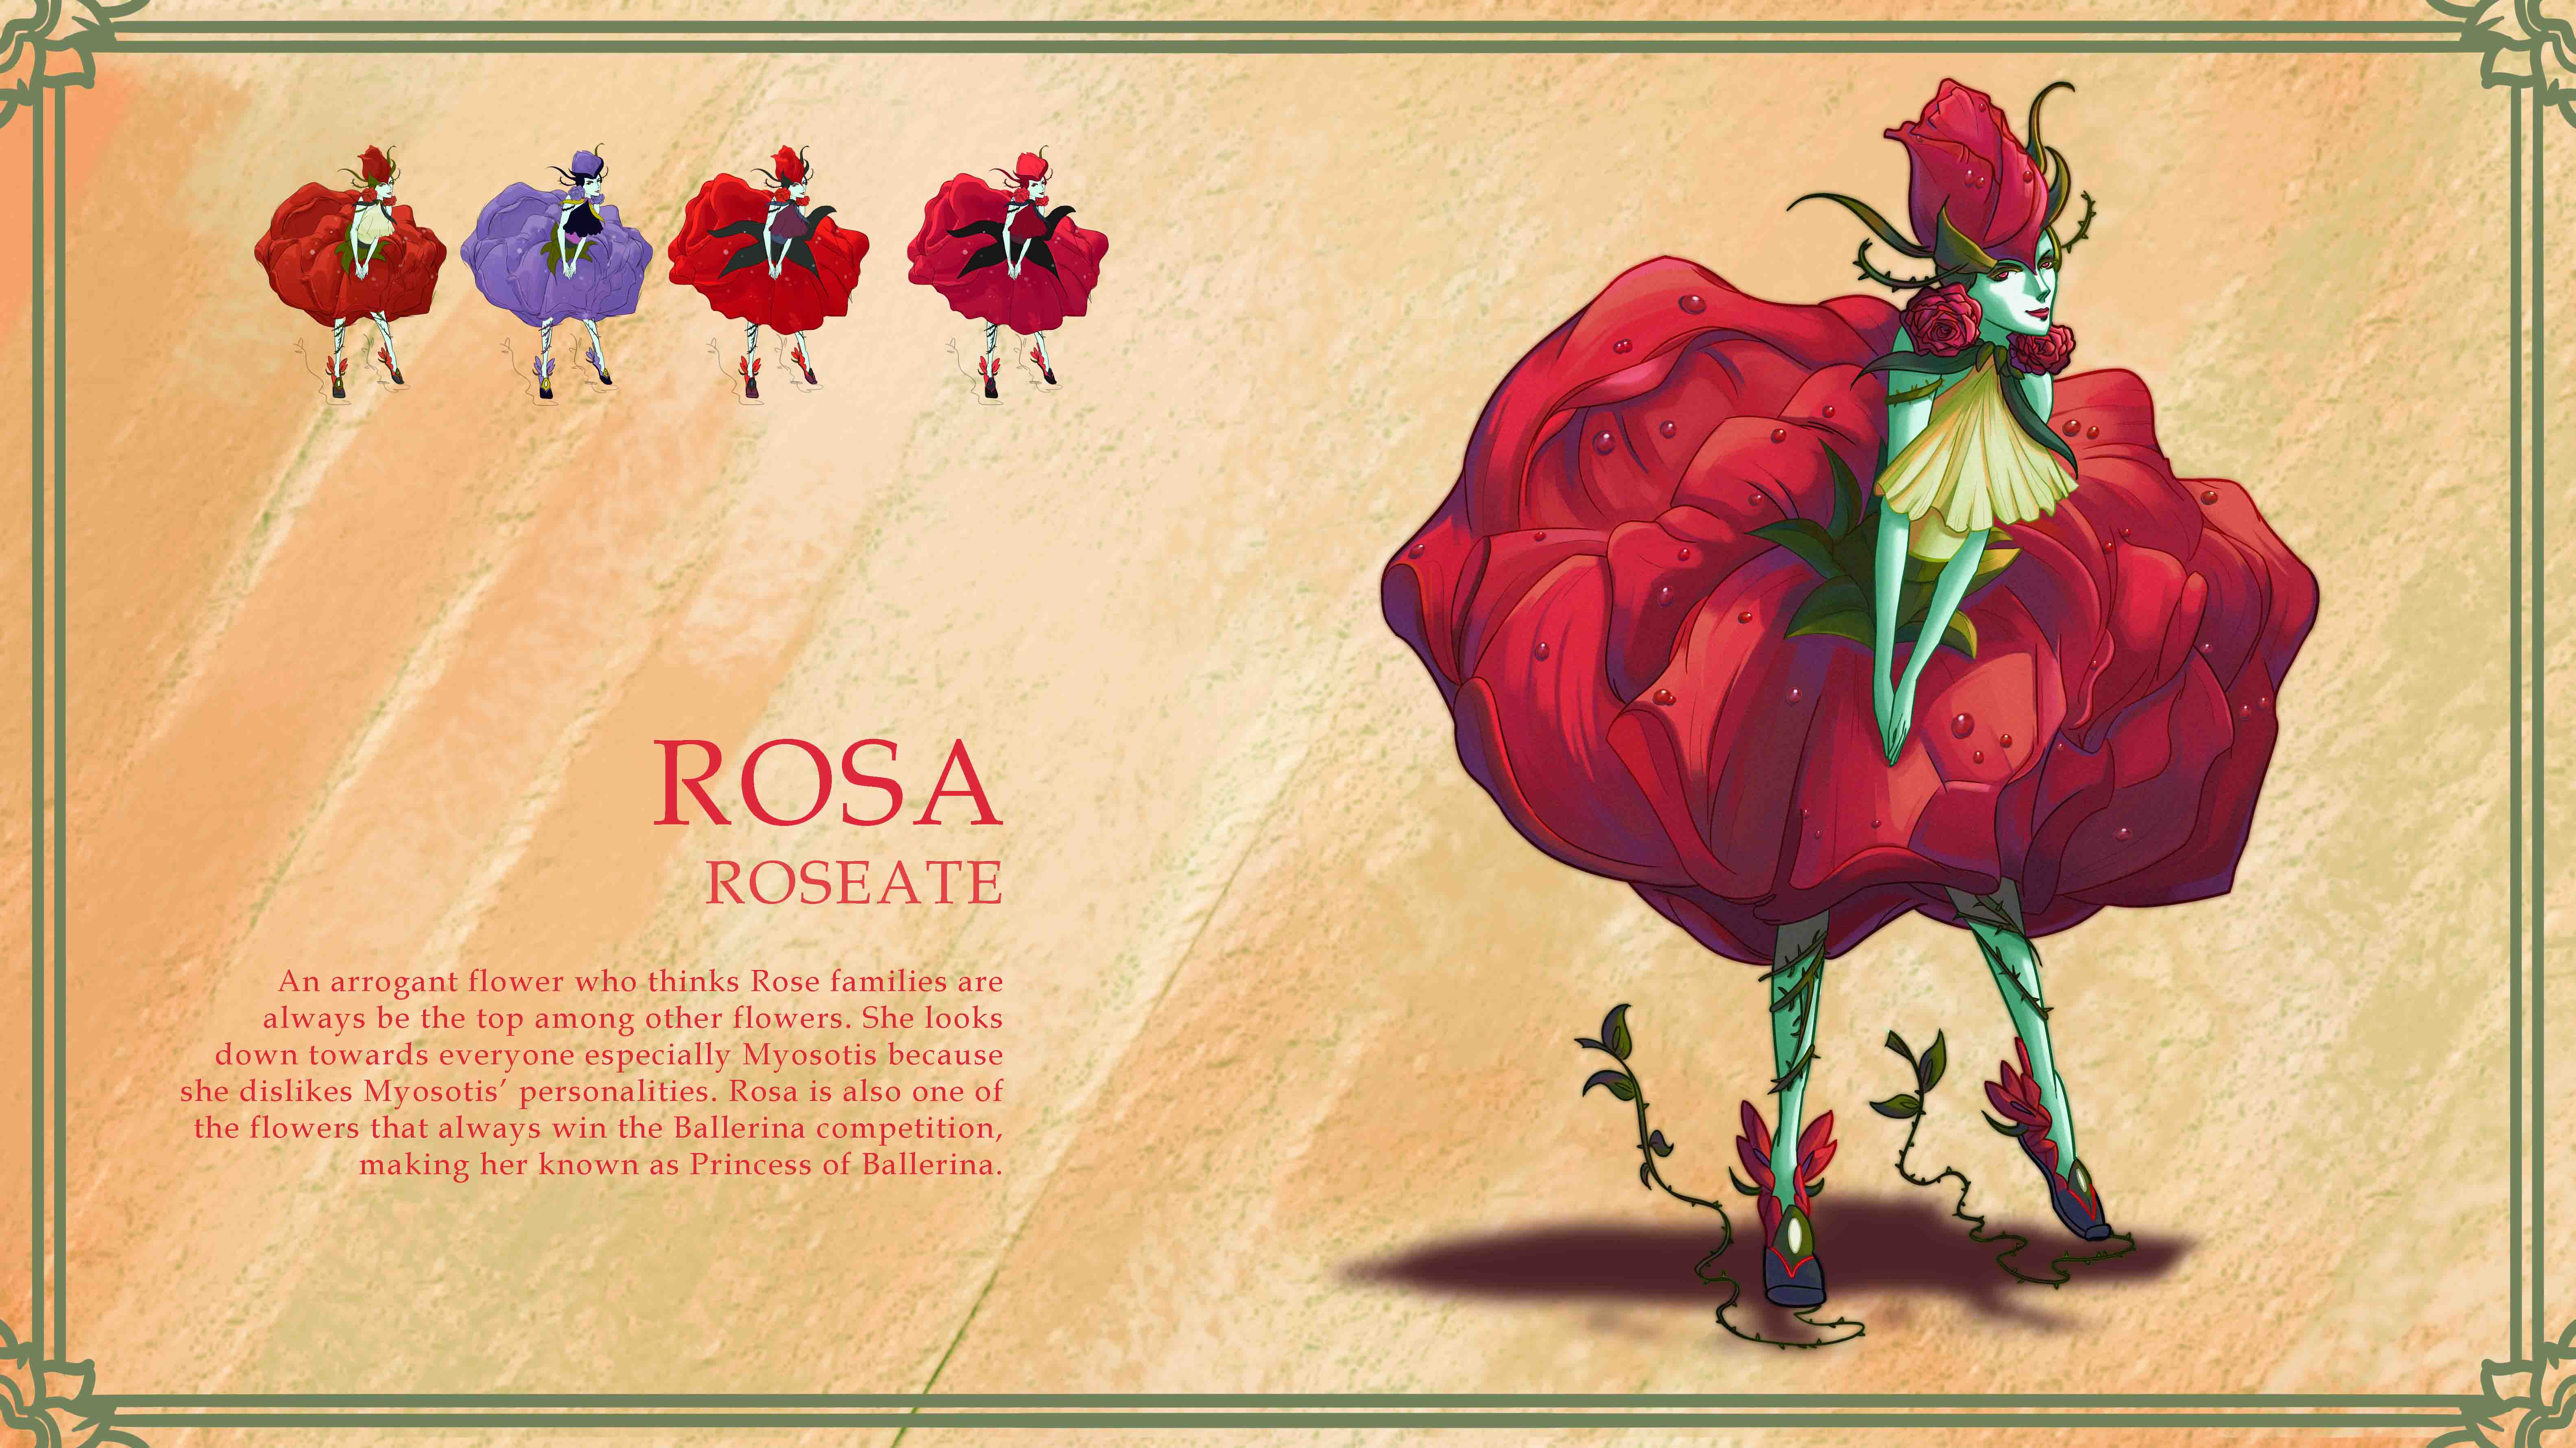 ROSA
ROSEATE
An arrogant flower who thinks Rose families are
always be the top among other flowers. She looks
down towards everyone especially Myosotis because
she dislikes Myosotis’ personalities. Rosa is also one of
the flowers that always win the Ballerina competition,
making her known as Princess of Ballerina.